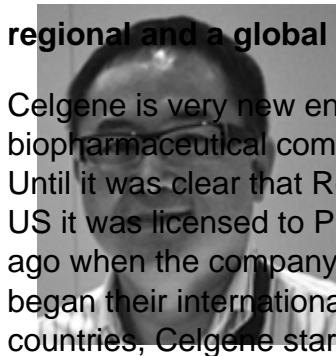 regional and a global
Celgene is very new en
biopharmaceutical com
Until it was clear that R
US it was licensed to P
ago when the company
began their internationa
countries, Celgene star